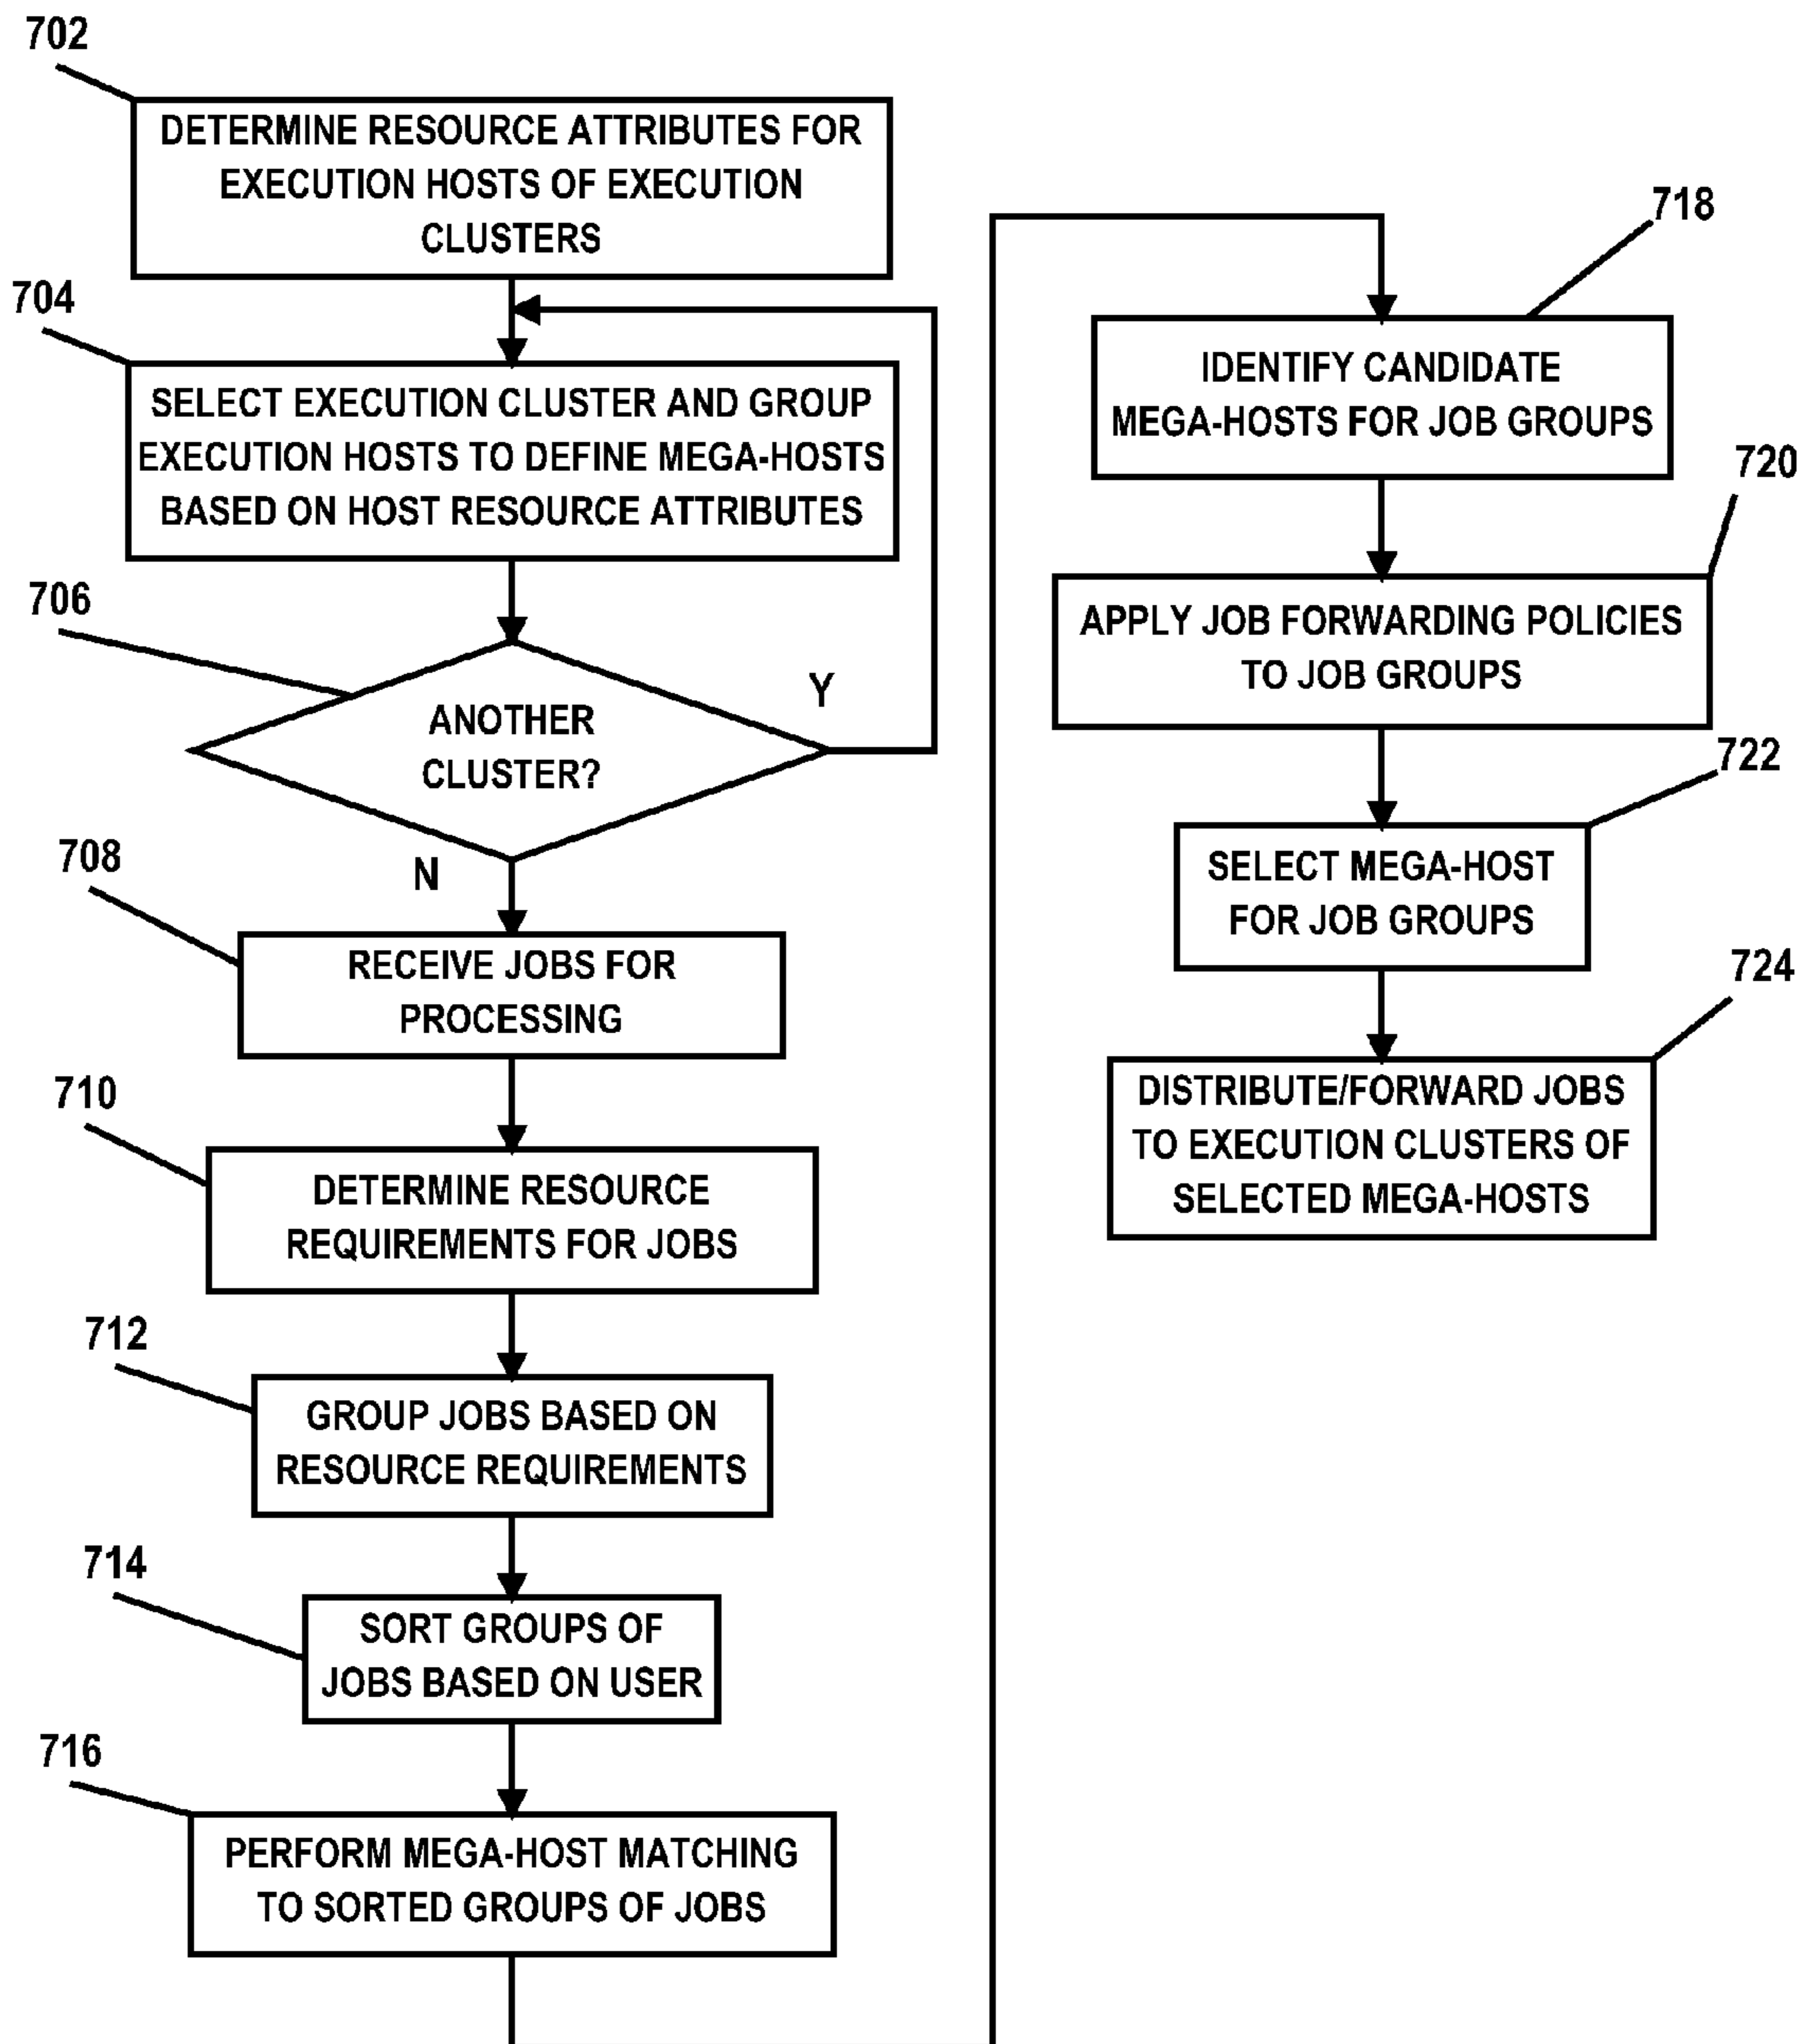 702
DETERMINE RESOURCE ATTRIBUTES FOR
EXECUTION HOSTS OF EXECUTION
CLUSTERS
704
SELECT EXECUTION CLUSTER AND GROUP
EXECUTION HOSTS TO DEFINE MEGA-HOSTS
BASED ON HOST RESOURCE ATTRIBUTES
706
ANOTHER
CLUSTER?
Y
N
708
RECEIVE JOBS FOR
PROCESSING
710
DETERMINE RESOURCE
REQUIREMENTS FOR JOBS
712
GROUP JOBS BASED ON
RESOURCE REQUIREMENTS
714
SORT GROUPS OF
JOBS BASED ON USER
716
PERFORM MEGA-HOST MATCHING
TO SORTED GROUPS OF JOBS
718
IDENTIFY CANDIDATE
MEGA-HOSTS FOR JOB GROUPS
720
APPLY JOB FORWARDING POLICIES
TO JOB GROUPS
722
SELECT MEGA-HOST
FOR JOB GROUPS
724
DISTRIBUTE/FORWARD JOBS
TO EXECUTION CLUSTERS OF
SELECTED MEGA-HOSTS